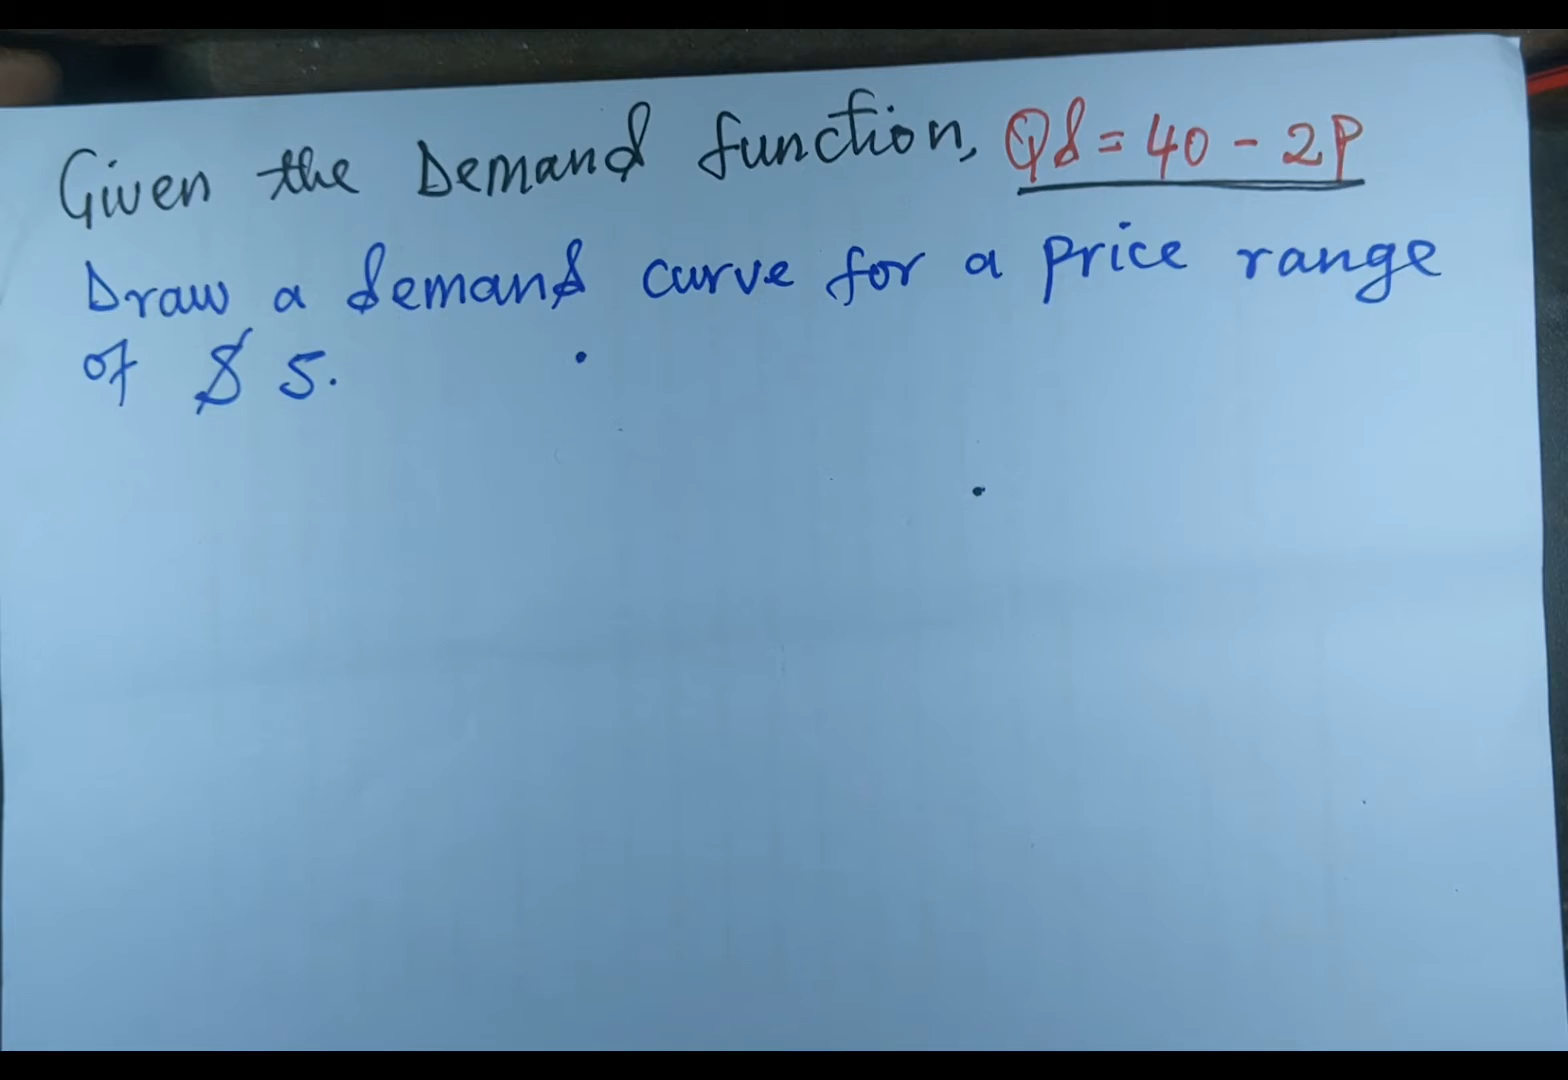 Given the Demand function, Qd = 40 - 2P
Draw a demand curve for a price range
of $ 5.